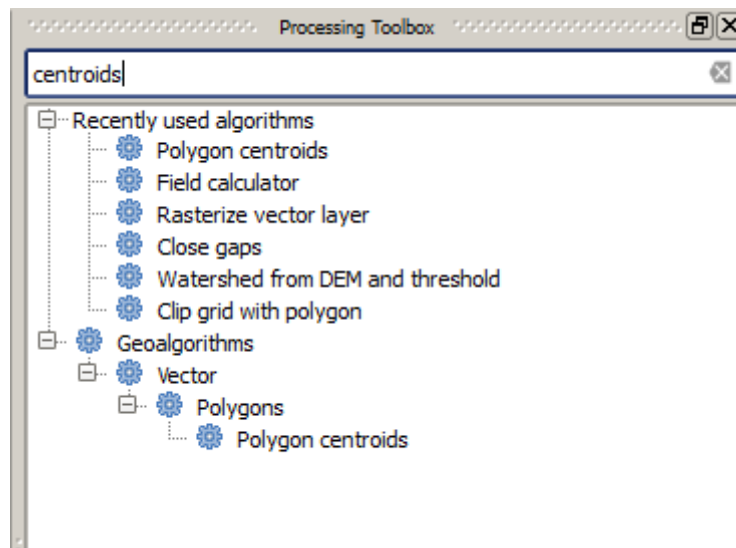 Processing Toolbox
centroids
Recently used algorithms
Polygon centroids
Field calculator
Rasterize vector layer
Close gaps
Watershed from DEM and threshold
Clip grid with polygon
Geoalgorithms
Vector
Polygons
Polygon centroids